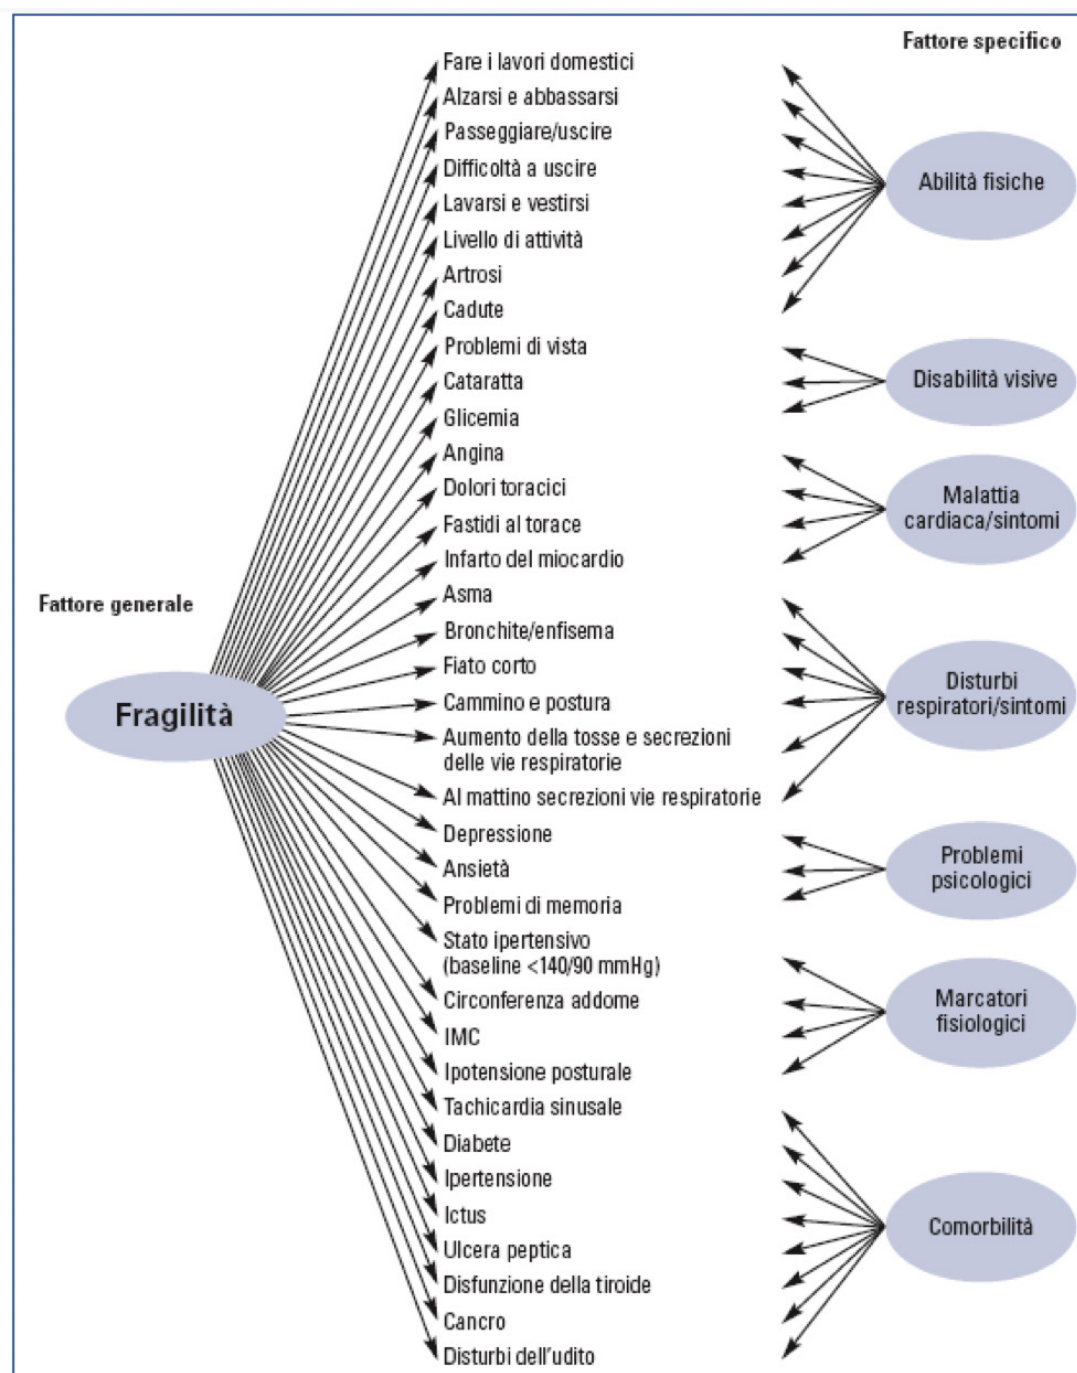 Fattore specifico
Fare i lavori domestici
Alzarsi e abbassarsi
Passeggiare/uscire
Difficoltà a uscire
Lavarsi e vestirsi
Livello di attività
Artrosi
Cadute
Abilità fisiche
Problemi di vista
Cataratta
Glicemia
Disabilità visive
Angina
Dolori toracici
Fastidi al torace
Infarto del miocardio
Malattia
cardiaca/sintomi
Fattore generale
Fragilità
Asma
Bronchite/enfisema
Fiato corto
Cammino e postura
Aumento della tosse e secrezioni
delle vie respiratorie
Al mattino secrezioni vie respiratorie
Disturbi
respiratori/sintomi
Depressione
Ansietà
Problemi di memoria
Problemi
psicologici
Stato ipertensivo
(baseline <140/90 mmHg)
Circonferenza addome
IMC
Ipotensione posturale
Marcatori
fisiologici
Tachicardia sinusale
Diabete
Ipertensione
Ictus
Ulcera peptica
Disfunzione della tiroide
Cancro
Disturbi dell'udito
Comorbilità